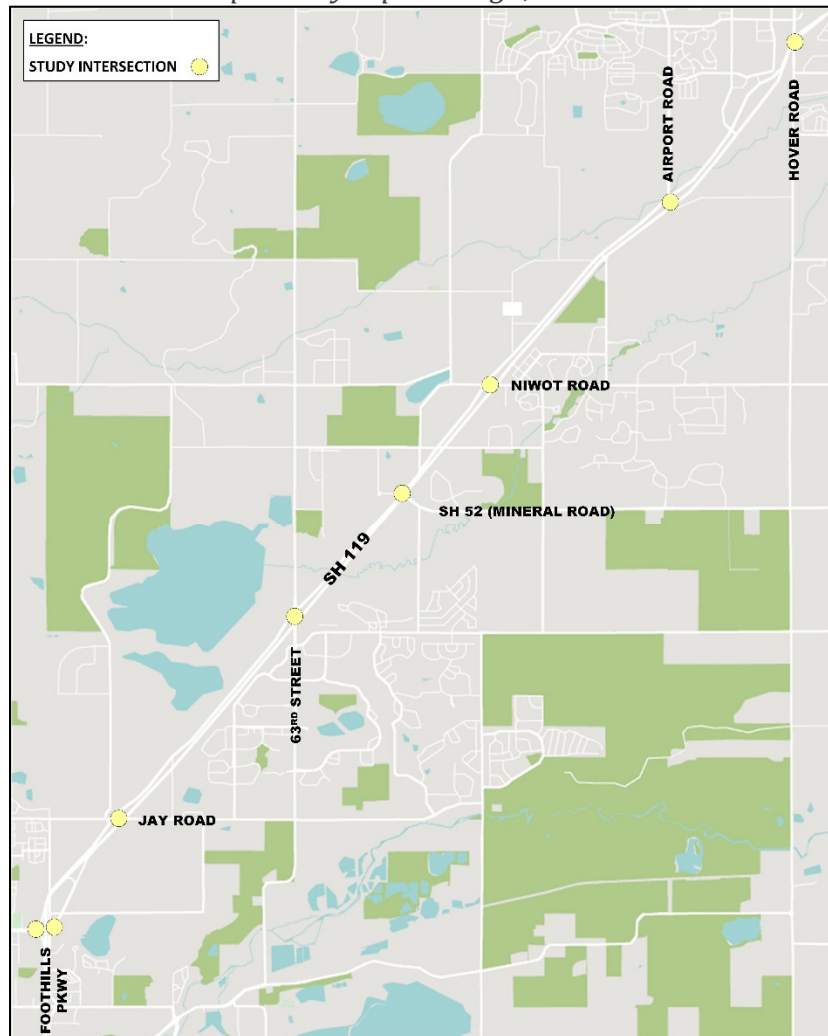 LEGEND:
STUDY INTERSECTION
AIRPORT ROAD
HOVER ROAD
NIWOT ROAD
SH 52 (MINERAL ROAD)
SH 119
63RD STREET
JAY ROAD
FOOTHILLS
PKWY